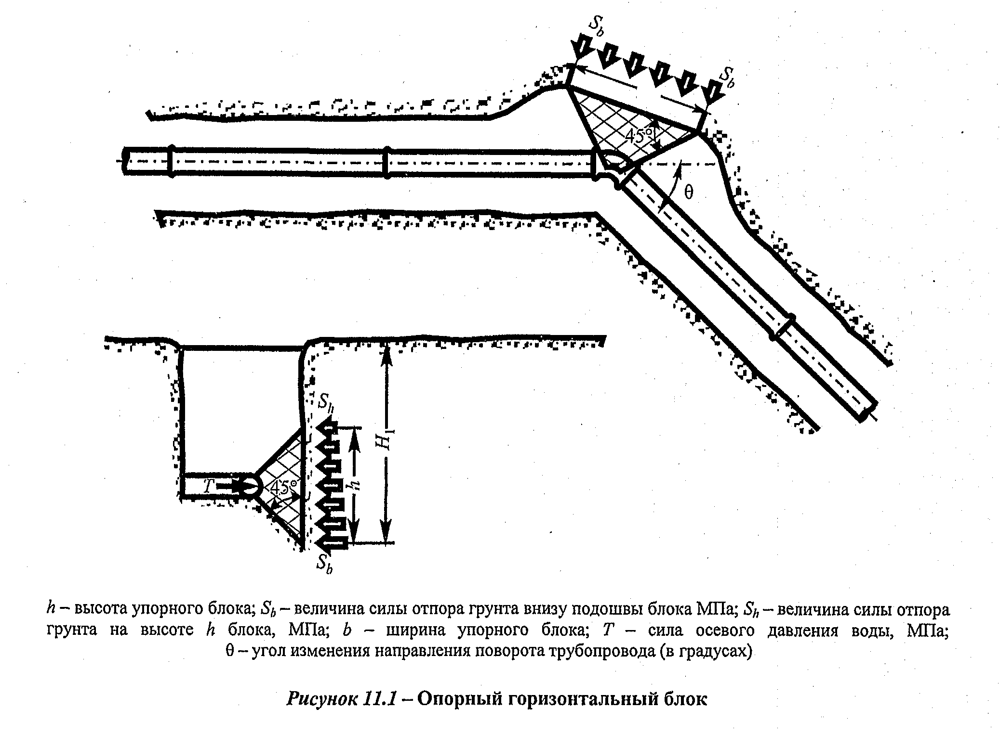 S_b
S_b
45°
θ
S_h
H_1
h
T
45°
S_b
h – высота упорного блока; S_b – величина силы отпора грунта внизу подошвы блока МПа; S_h – величина силы отпора
грунта на высоте h блока, МПа; b – ширина упорного блока; T – сила осевого давления воды, МПа;
θ – угол изменения направления поворота трубопровода (в градусах)
Рисунок 11.1 – Опорный горизонтальный блок